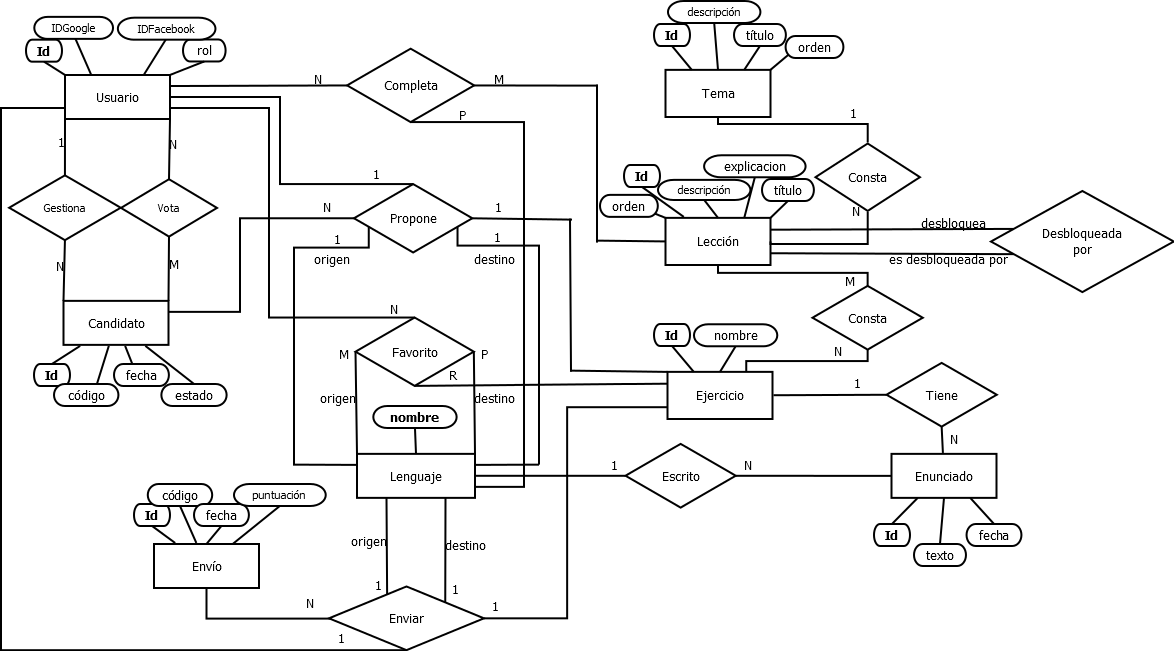 descripción
IDGoogle
IDFacebook
Id
título
Id
rol
orden
Usuario
N
Completa
M
Tema
P
1
1
N
explicacion
Consta
Id
1
descripción
título
Gestiona
Vota
N
Propone
1
orden
N
desbloquea
Lección
Desbloqueada
por
1
origen
1
destino
es desbloqueada por
N
M
M
N
Consta
Candidato
Id
nombre
M
Favorito
P
N
Id
fecha
R
1
código
estado
origen
destino
Ejercicio
Tiene
nombre
N
1
N
Lenguaje
Escrito
Enunciado
código
puntuación
Id
fecha
Id
fecha
origen
destino
texto
Envío
1
1
N
Enviar
1
1